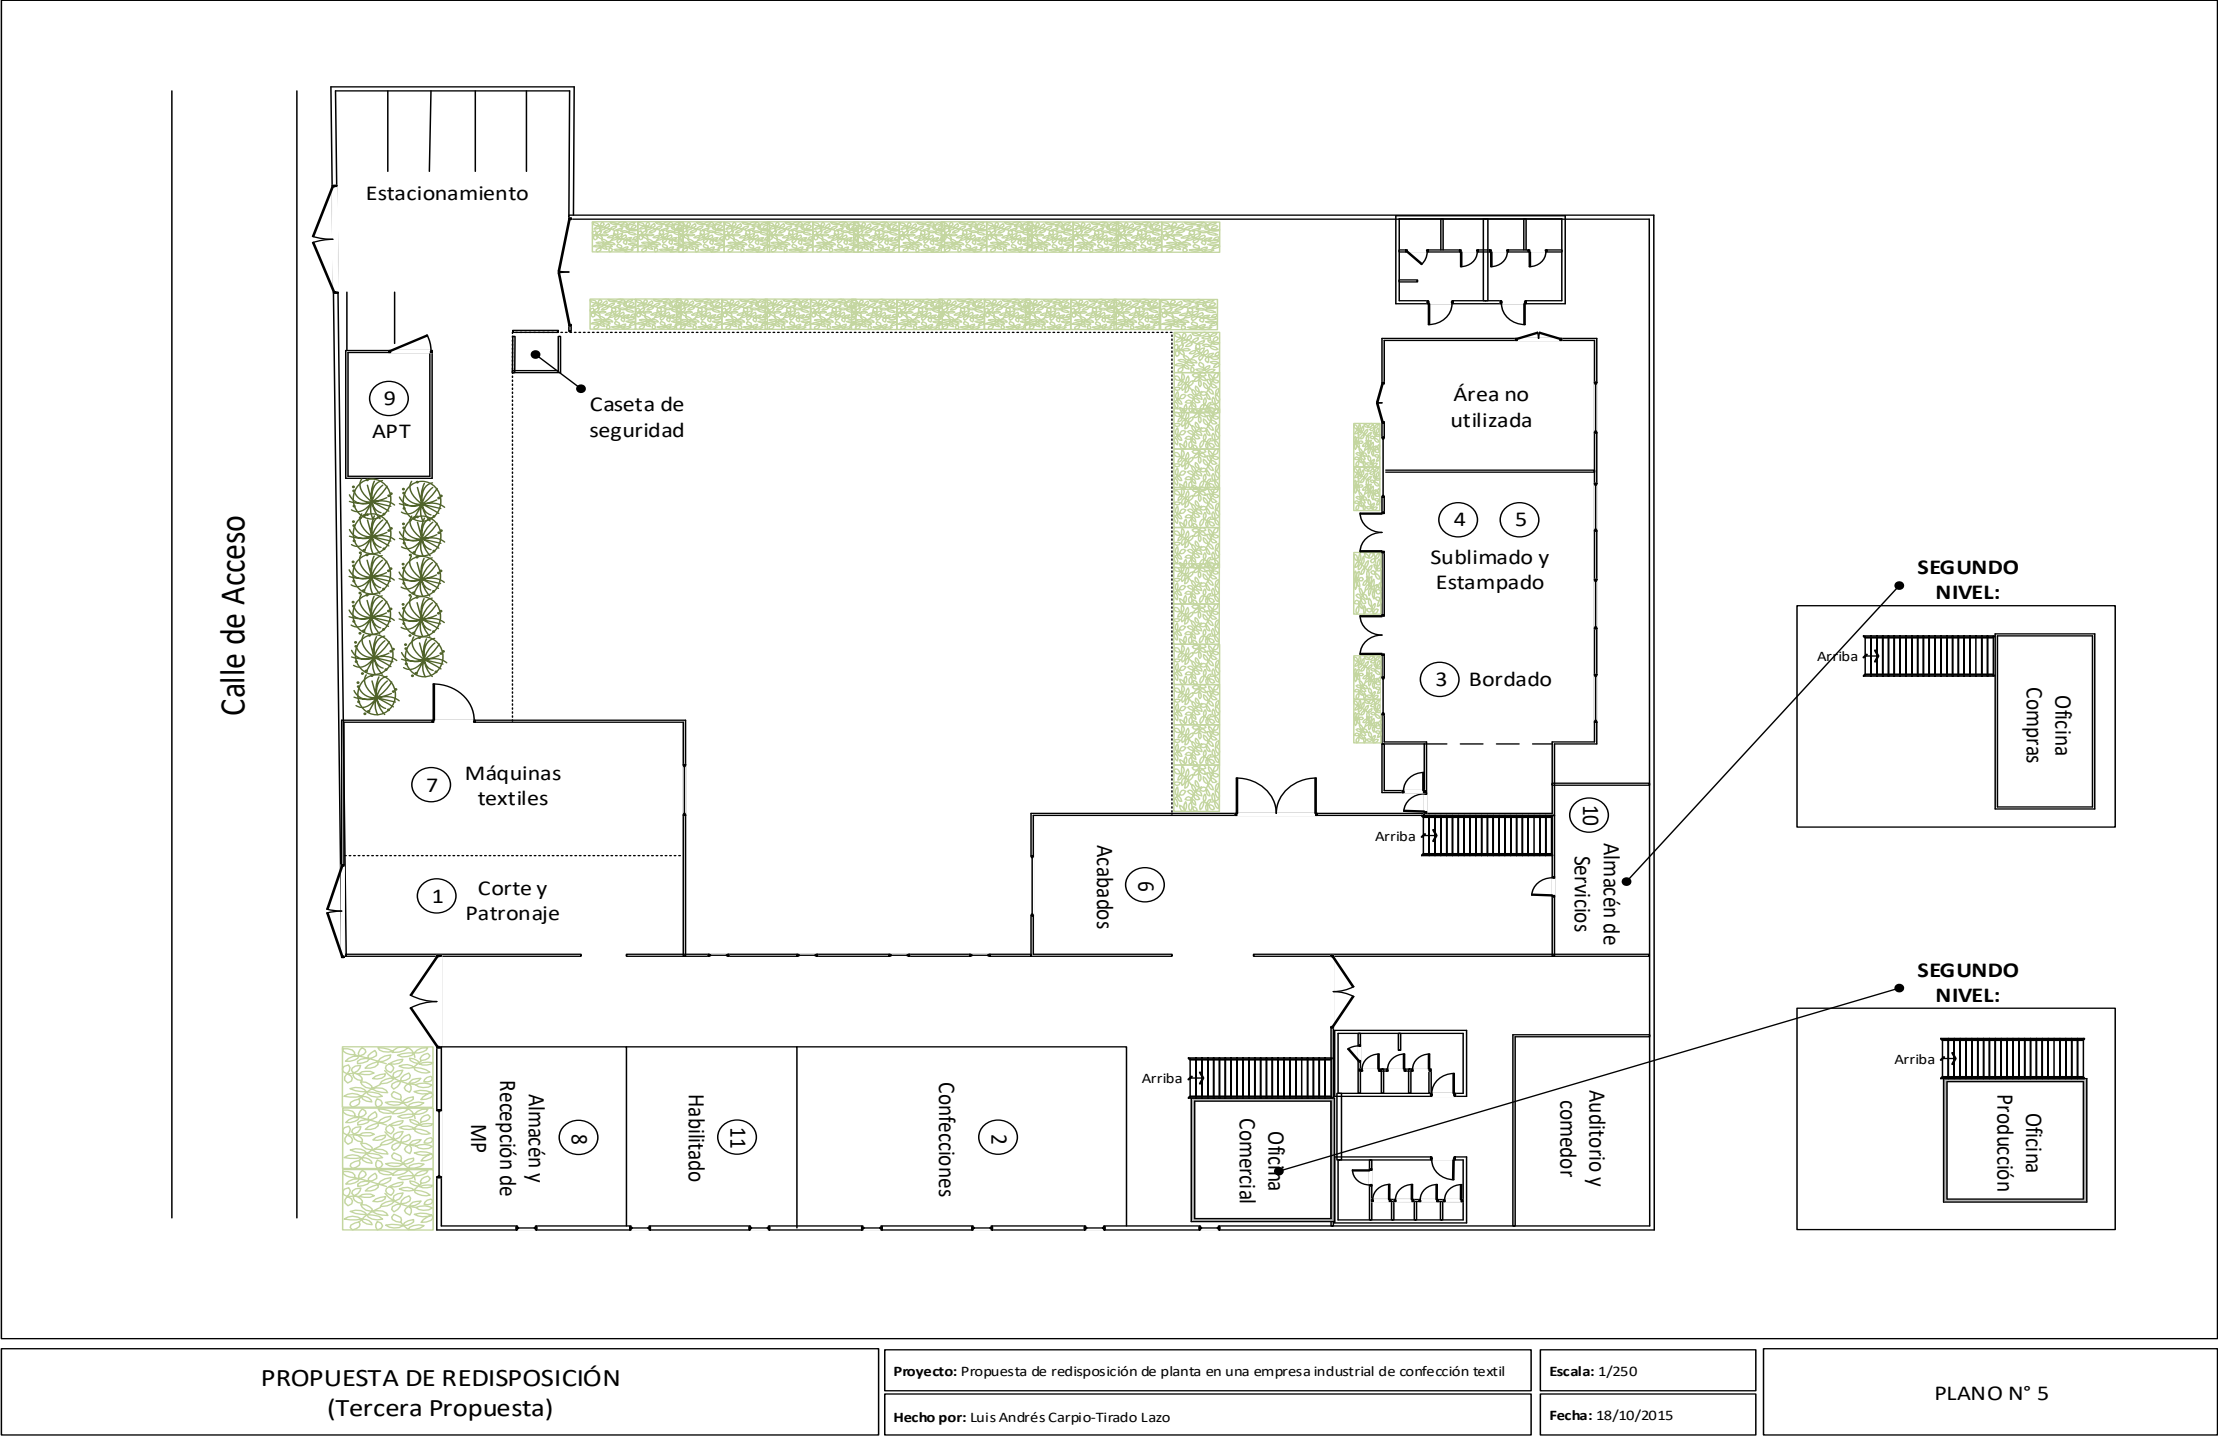 Estacionamiento
9
APT
Caseta de
seguridad
Área no
utilizada
4
5
Sublimado y
Estampado
3
Bordado
Calle de Acceso
SEGUNDO
NIVEL:
Arriba
Oficina
Compras
7
Máquinas
textiles
1
Corte y
Patronaje
Acabados
6
Arriba
10
Almacén de
Servicios
SEGUNDO
NIVEL:
Arriba
Oficina
Producción
Almacén y
Recepción de
MP
8
Habilitado
11
Confecciones
2
Arriba
Oficina
Comercial
Auditorio y
comedor
PROPUESTA DE REDISPOSICIÓN
(Tercera Propuesta)
Proyecto: Propuesta de redisposición de planta en una empresa industrial de confección textil
Hecho por: Luis Andrés Carpio-Tirado Lazo
Escala: 1/250
Fecha: 18/10/2015
PLANO N° 5